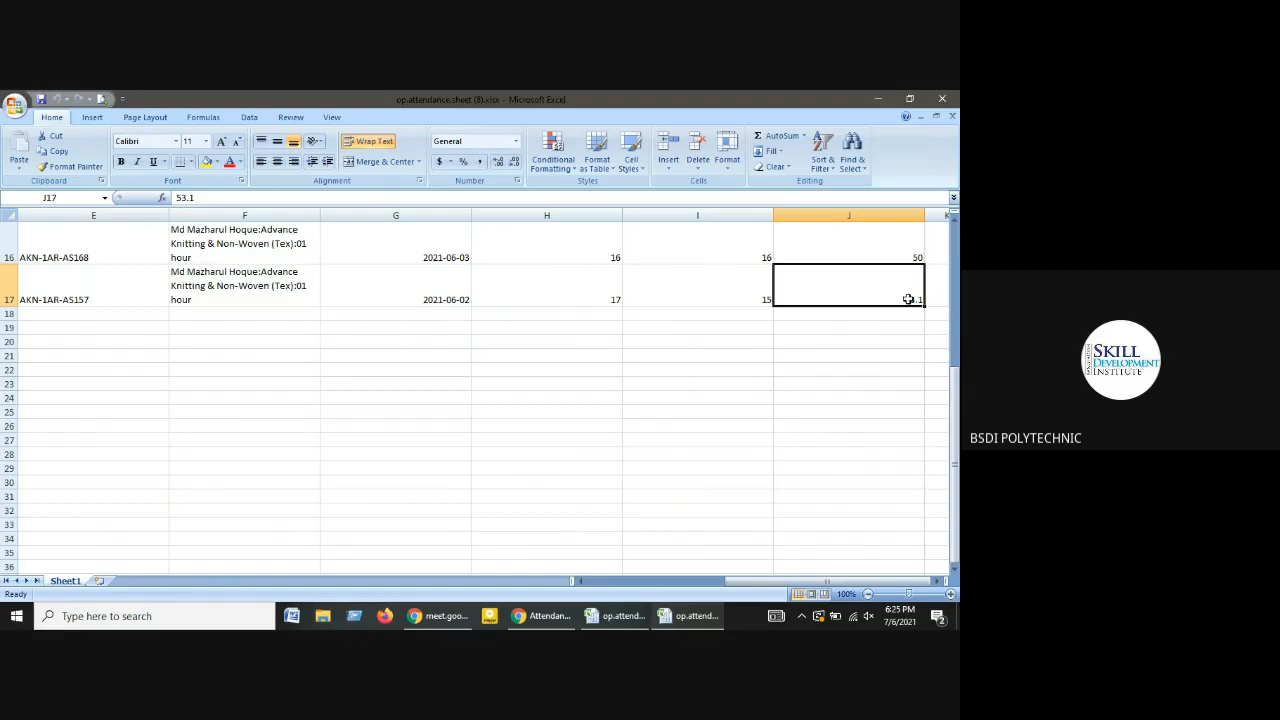 op.attendance.sheet (8).xlsx - Microsoft Excel
Home Insert Page Layout Formulas Data Review View
Paste Cut Copy Format Painter Clipboard
Calibri 11 A A B I U A Font
Wrap Text Merge & Center Alignment
General $ % , Number
Conditional Formatting Format as Table Cell Styles Styles
Insert Delete Format Cells
Σ AutoSum Fill Clear Sort & Filter Find & Select Editing
J17 fx 53.1
E F G H I J K
Md Mazharul Hoque:Advance
Knitting & Non-Woven (Tex):01
16 AKN-1AR-AS168 hour 2021-06-03 16 16 50
Md Mazharul Hoque:Advance
Knitting & Non-Woven (Tex):01
17 AKN-1AR-AS157 hour 2021-06-02 17 15 .1
18
19
20
21
22
23
24
25
26
27
28
29
30
31
32
33
34
35
36
Sheet1
Ready 100%
Type here to search meet.goo... Attendan... op.attend... op.attend... 6:25 PM
7/6/2021 2
SKILL
DEVELOPMENT
INSTITUTE
BSDI POLYTECHNIC